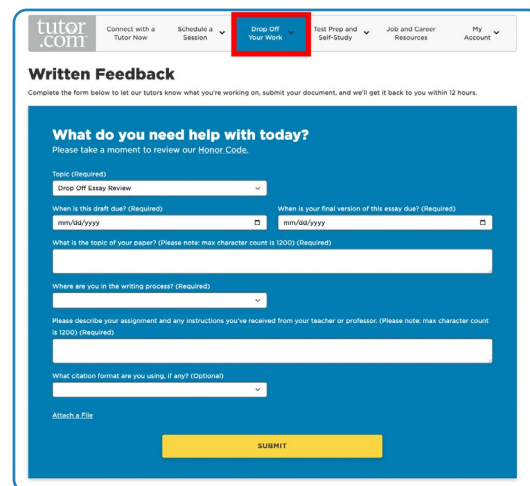 tutor
.com
Connect with a
Tutor Now
Schedule a
Session
Drop Off
Your Work
Test Prep and
Self-Study
Job and Career
Resources
My
Account
Written Feedback
Complete the form below to let our tutors know what you're working on, submit your document, and we'll get it back to you within 12 hours.
What do you need help with today?
Please take a moment to review our Honor Code.
Topic (Required)
Drop Off Essay Review
When is this draft due? (Required)
When is your final version of this essay due? (Required)
mm/dd/yyyy
mm/dd/yyyy
What is the topic of your paper? (Please note: max character count is 1200) (Required)
Where are you in the writing process? (Required)
Please describe your assignment and any instructions you've received from your teacher or professor. (Please note: max character count
is 1200) (Required)
What citation format are you using, if any? (Optional)
Attach a File
SUBMIT